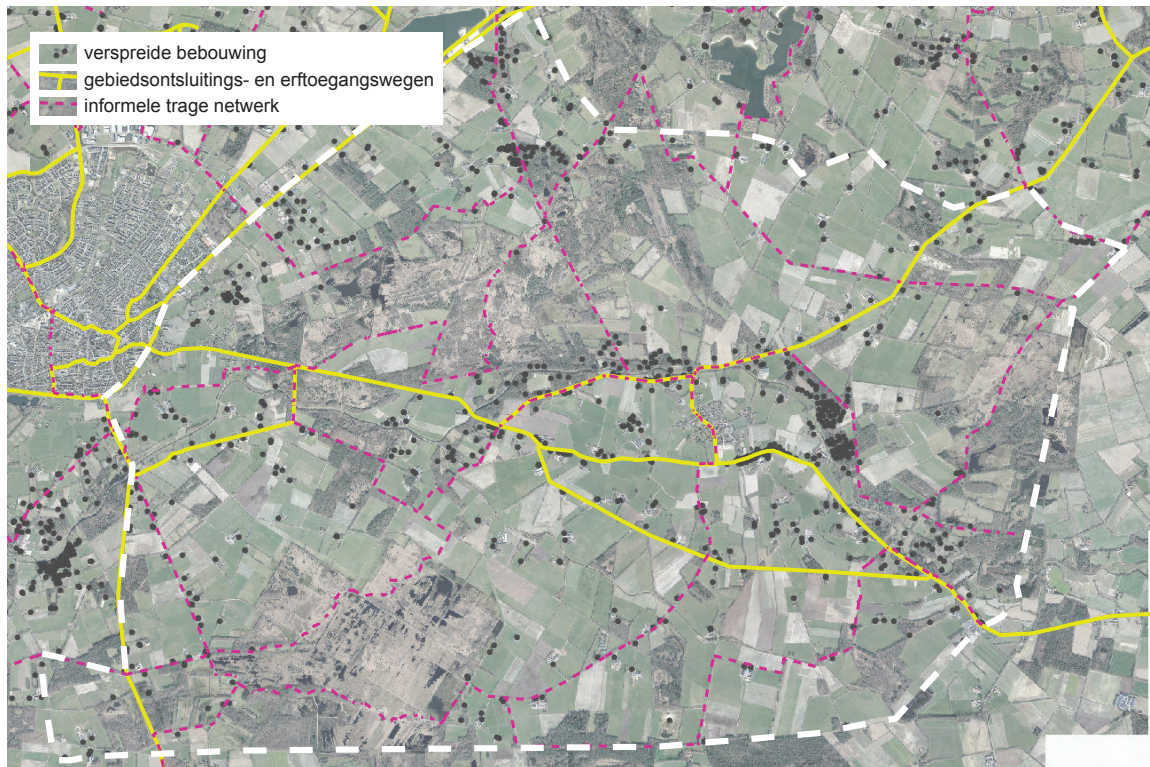 verspreide bebouwing
gebiedsontsluitings- en erftoegangswegen
informele trage netwerk